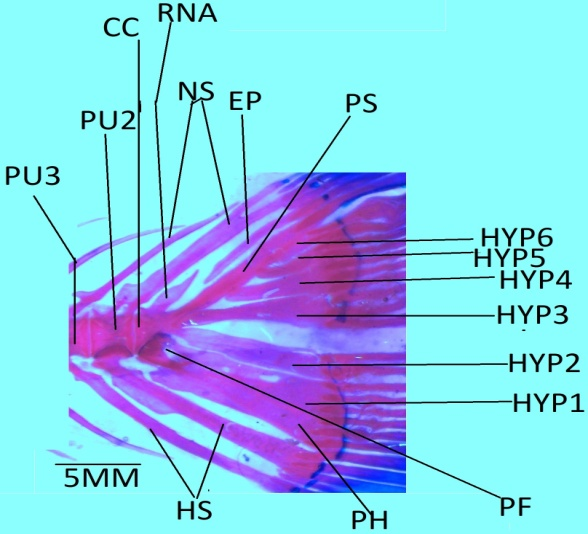 RNA
CC
NS
EP
PS
PU2
PU3
HYP6
HYP5
HYP4
HYP3
HYP2
HYP1
5MM
HS
PH
PF